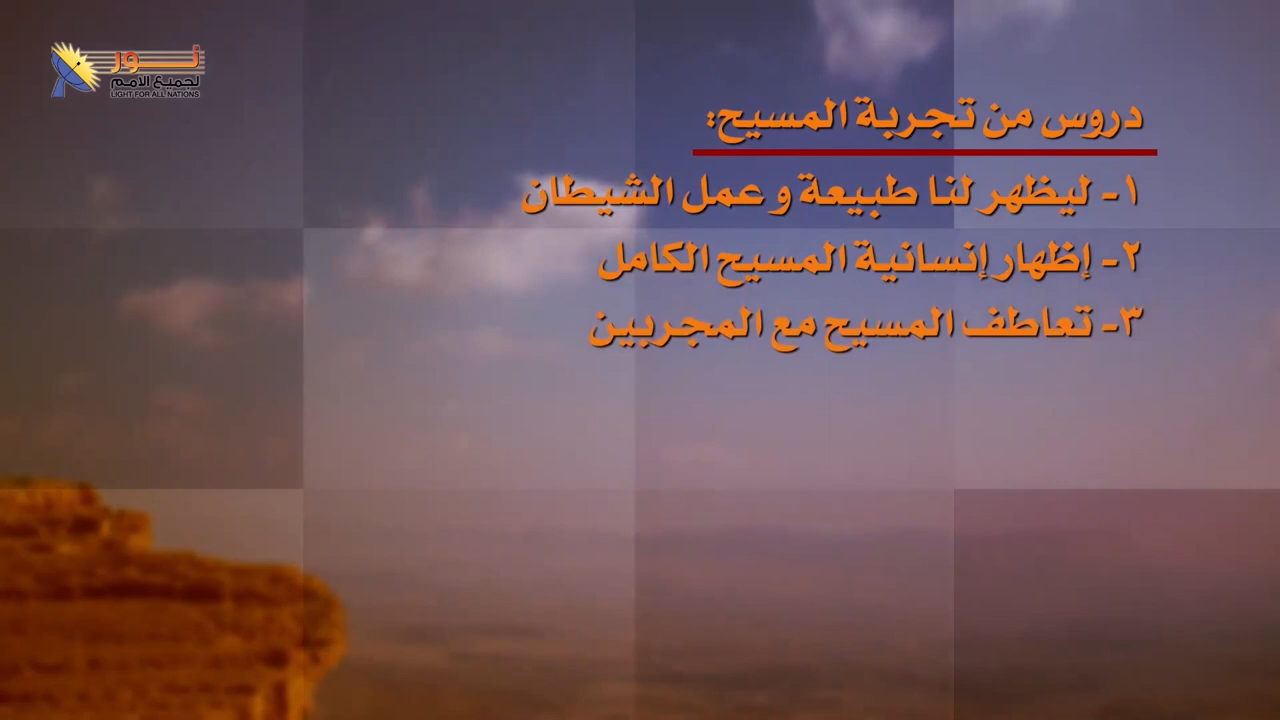 نور
لجميع الامم
LIGHT FOR ALL NATIONS
دروس من تجربة المسيح:
١- ليظهر لنا طبيعة و عمل الشيطان
٢- إظهار إنسانية المسيح الكامل
٣- تعاطف المسيح مع المجربين